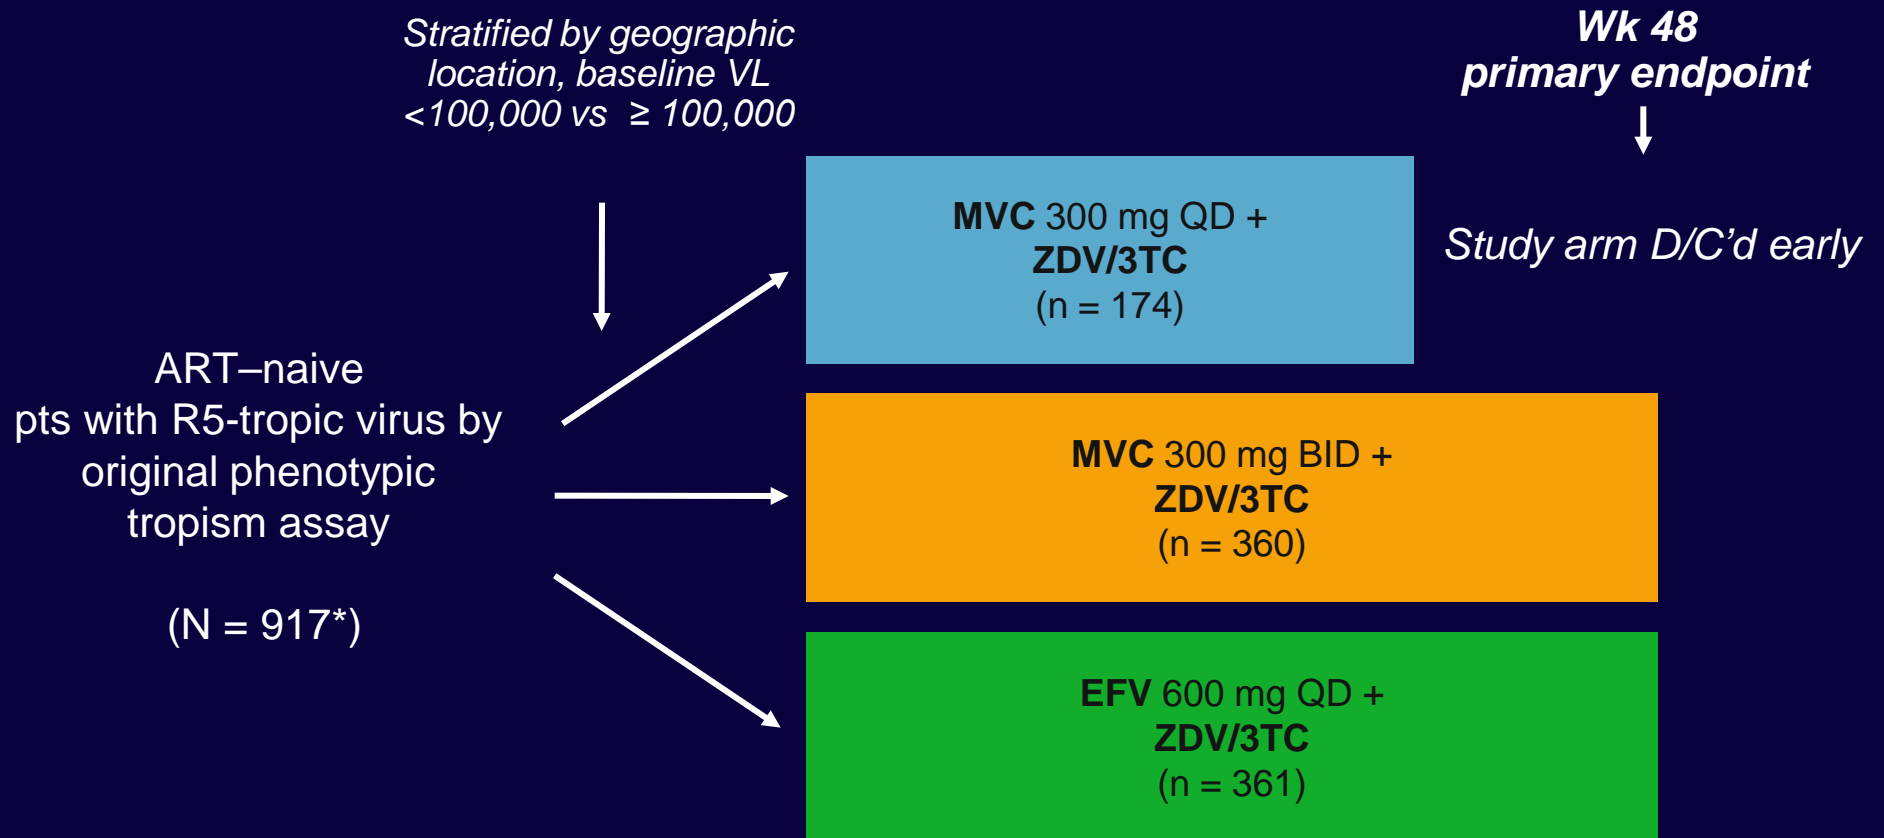 Stratified by geographic
location, baseline VL
<100,000 vs ≥ 100,000
Wk 48
primary endpoint
MVC 300 mg QD +
ZDV/3TC
(n = 174)
Study arm D/C’d early
ART–naive
pts with R5-tropic virus by
original phenotypic
tropism assay
(N = 917*)
MVC 300 mg BID +
ZDV/3TC
(n = 360)
EFV 600 mg QD +
ZDV/3TC
(n = 361)